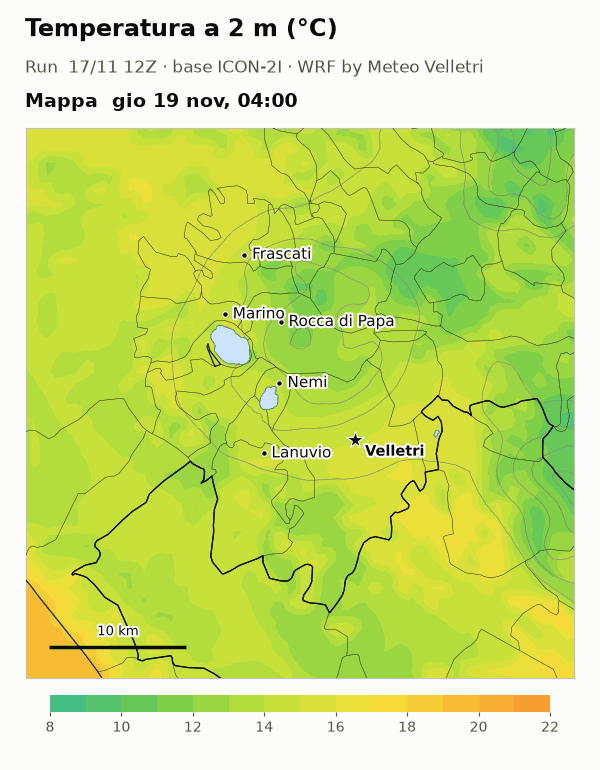 Temperatura a 2 m (°C)
Run  17/11 12Z · base ICON-2I · WRF by Meteo Velletri
Mappa  gio 19 nov, 04:00
Frascati
Marino
Rocca di Papa
Nemi
Lanuvio
Velletri
10 km
8 10 12 14 16 18 20 22